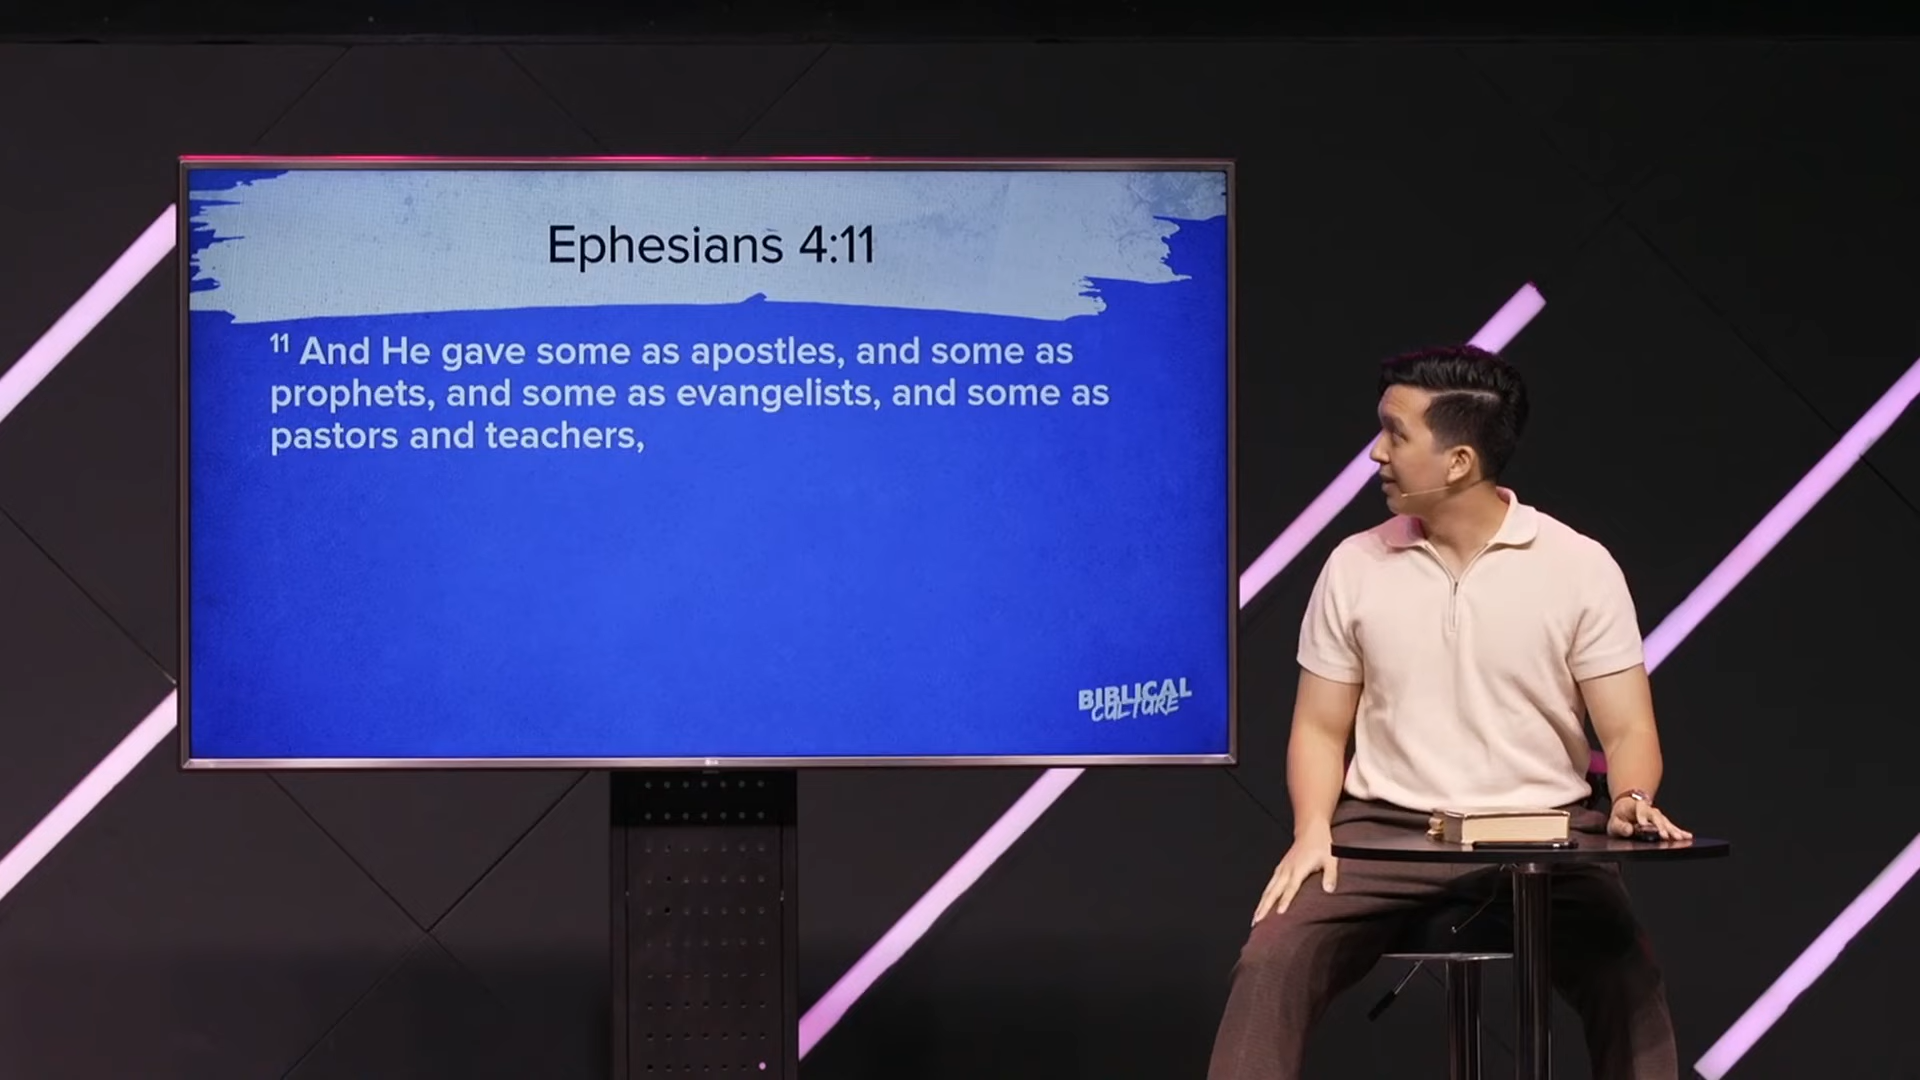 Ephesians 4:11
11 And He gave some as apostles, and some as
prophets, and some as evangelists, and some as
pastors and teachers,
BIBLICAL
CULTURE